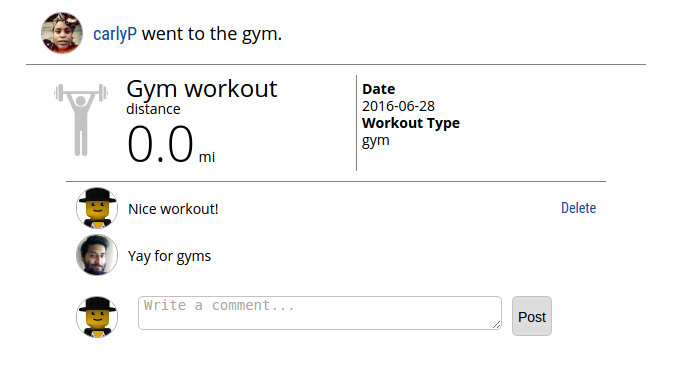 carlyP went to the gym.
Gym workout
distance
0.0 mi
Date
2016-06-28
Workout Type
gym
Nice workout!
Delete
Yay for gyms
Write a comment...
Post